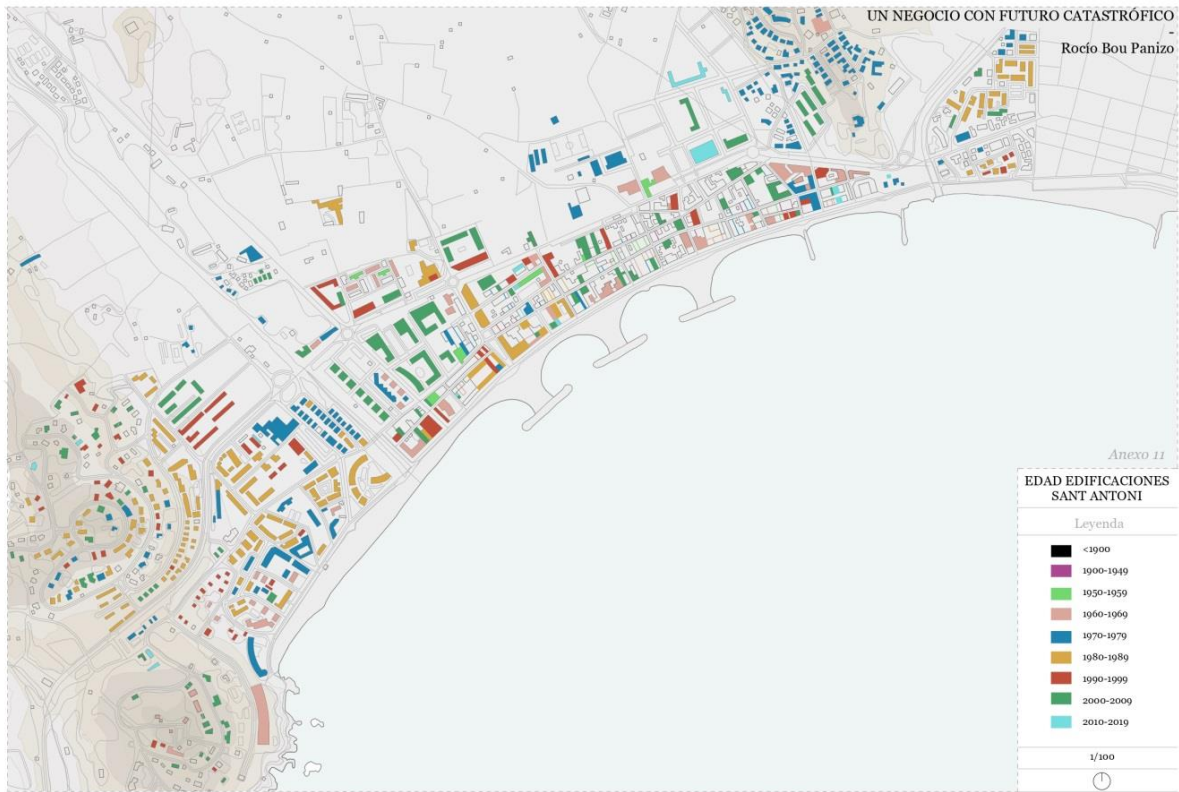 UN NEGOCIO CON FUTURO CATASTRÓFICO
-
Rocío Bou Panizo
Anexo 11
EDAD EDIFICACIONES
SANT ANTONI
Leyenda
<1900
1900-1949
1950-1959
1960-1969
1970-1979
1980-1989
1990-1999
2000-2009
2010-2019
1/100